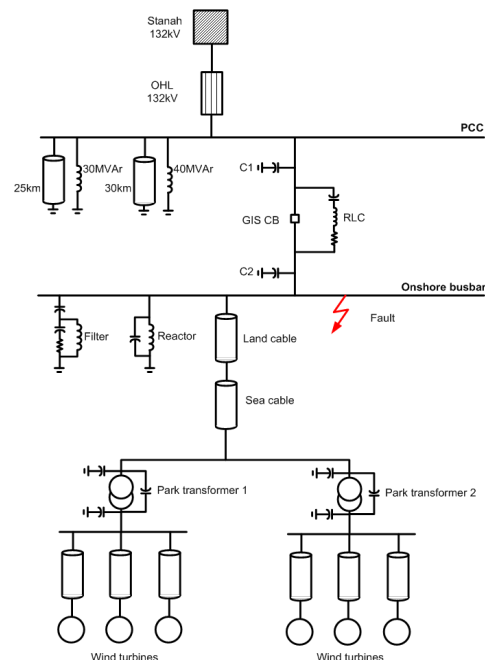 Stanah
132kV
OHL
132kV
PCC
30MVAr
40MVAr
25km
30km
C1
GIS CB
RLC
C2
Onshore busbar
Fault
Filter
Reactor
Land cable
Sea cable
Park transformer 1
Park transformer 2
Wind turbines
Wind turbines